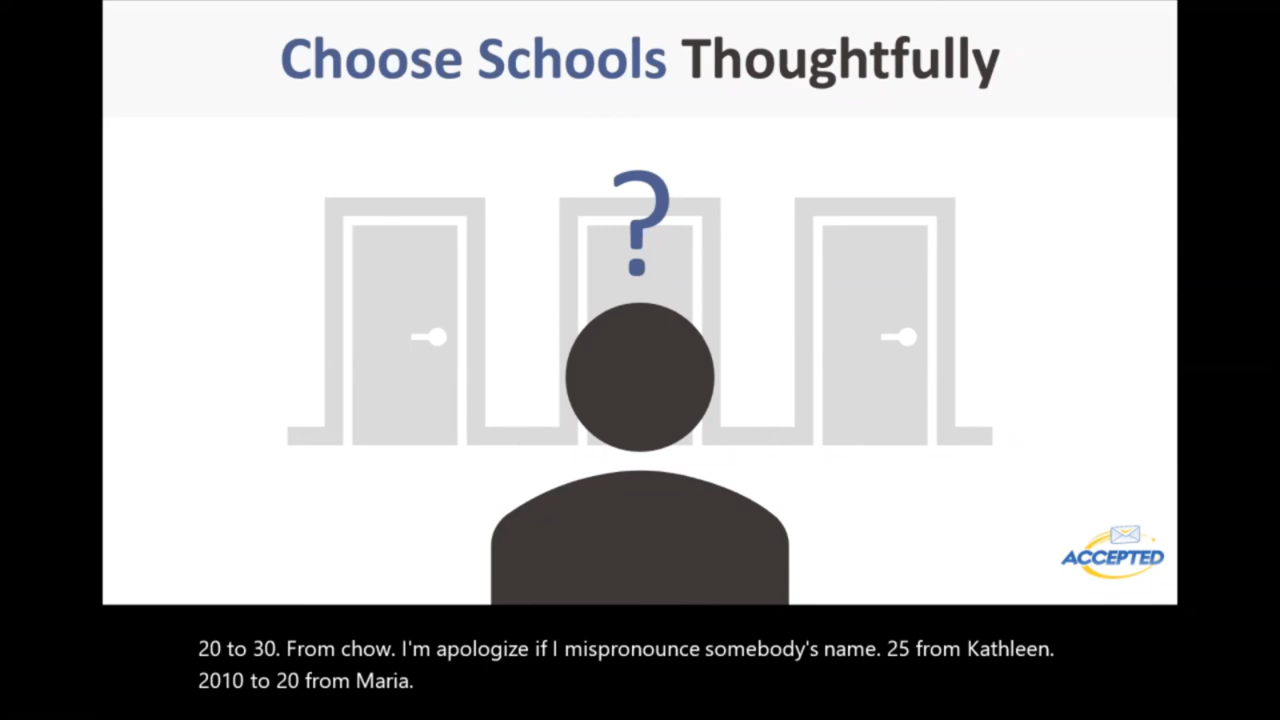 Choose Schools Thoughtfully
?
ACCEPTED
20 to 30. From chow. I'm apologize if I mispronounce somebody's name. 25 from Kathleen.
2010 to 20 from Maria.